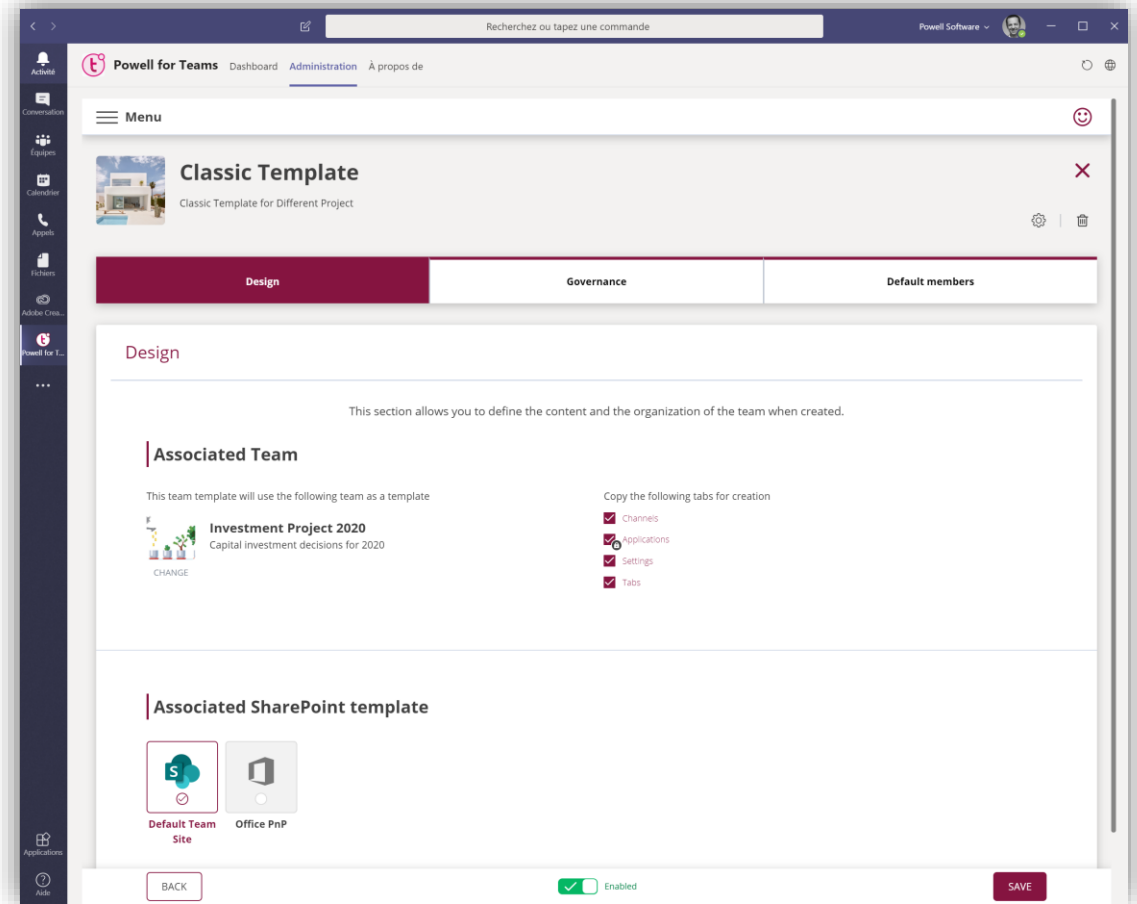 Recherchez ou tapez une commande
Powell Software
Activité
Conversation
Équipes
Calendrier
Appels
Fichiers
Adobe Crea...
Powell for T...
Applications
Aide
Powell for Teams Dashboard Administration À propos de
Menu
Classic Template
Classic Template for Different Project
Design Governance Default members
Design
This section allows you to define the content and the organization of the team when created.
Associated Team
This team template will use the following team as a template
Investment Project 2020
Capital investment decisions for 2020
CHANGE
Copy the following tabs for creation
Channels
Applications
Settings
Tabs
Associated SharePoint template
S
Default Team
Site
Office PnP
BACK
Enabled
SAVE